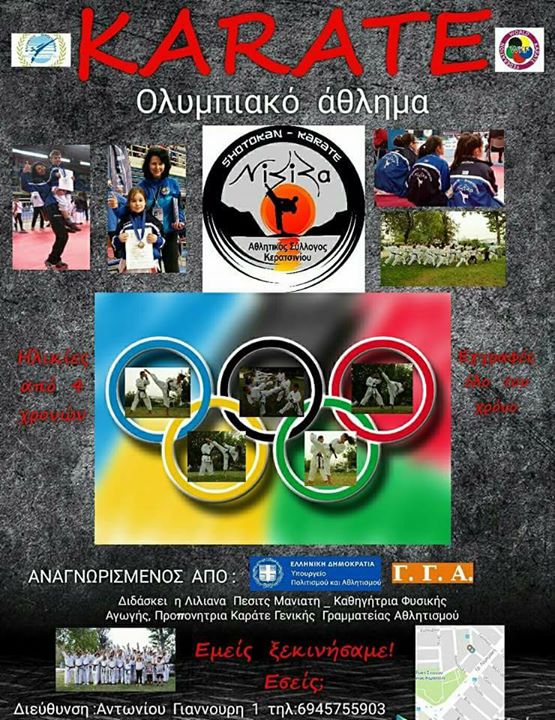 KARATE
Ολυμπιακό άθλημα
SHOTOKAN - KARATE
Αθλητικός Σύλλογος
Κερατσινίου
Ηλικίες
από 4
χρονών
Εγγραφές
όλο τον
χρόνο
ΑΝΑΓΝΩΡΙΣΜΕΝΟΣ ΑΠΟ :
ΕΛΛΗΝΙΚΗ ΔΗΜΟΚΡΑΤΙΑ
Υπουργείο
Πολιτισμού και Αθλητισμού
Γ. Γ. Α.
Διδάσκει η Λιλιανα Πεσιτς Μανιατη _ Καθηγήτρια Φυσικής
Αγωγής, Προπονητρια Καράτε Γενικής Γραμματείας Αθλητισμού
Εμείς ξεκινήσαμε!
Εσείς;
Διεύθυνση :Αντωνίου Γιαννουρη 1 τηλ:6945755903